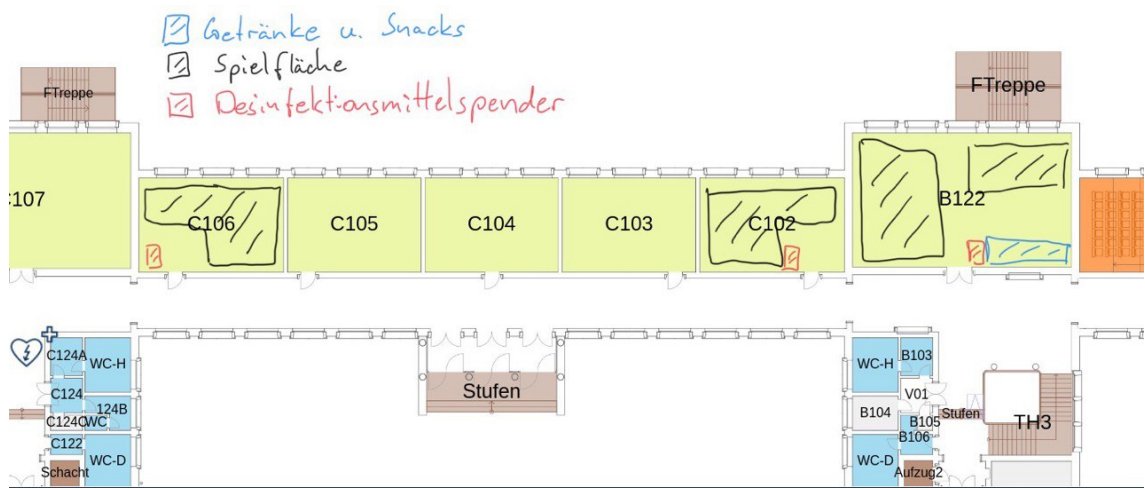 Getränke u. Snacks
Spielfläche
Desinfektionsmittelspender
FTreppe
FTreppe
C107
C106
C105
C104
C103
C102
B122
C124A
WC-H
C124
124B
C124C
WC
C122
WC-D
Schacht
Stufen
WC-H
B103
V01
B104
B105
B106
WC-D
Aufzug2
Stufen
TH3